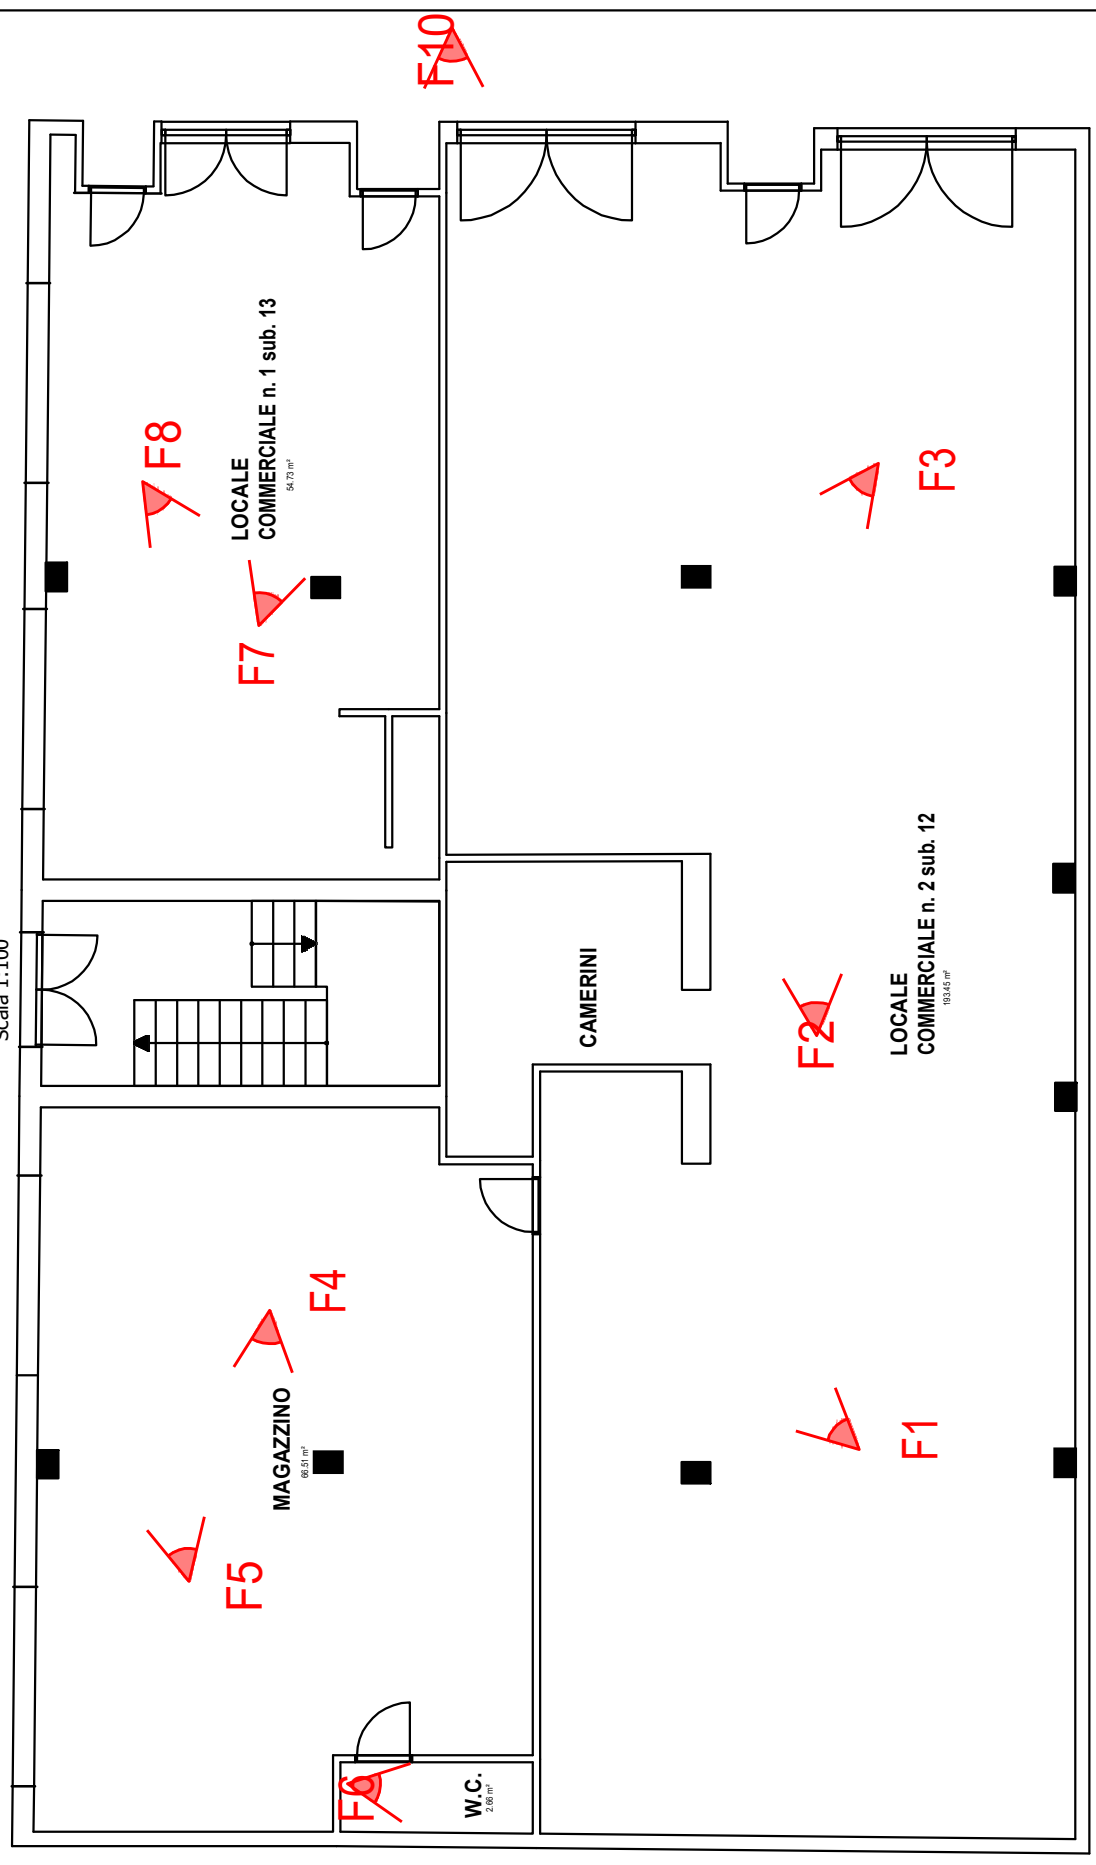 Scala 1:100
F10
F8
LOCALE
COMMERCIALE n. 1 sub. 13
54.73 m²
F7
F3
CAMERINI
F2
LOCALE
COMMERCIALE n. 2 sub. 12
193.45 m²
F4
MAGAZZINO
66.51 m²
F5
F1
F6
W.C.
2.66 m²